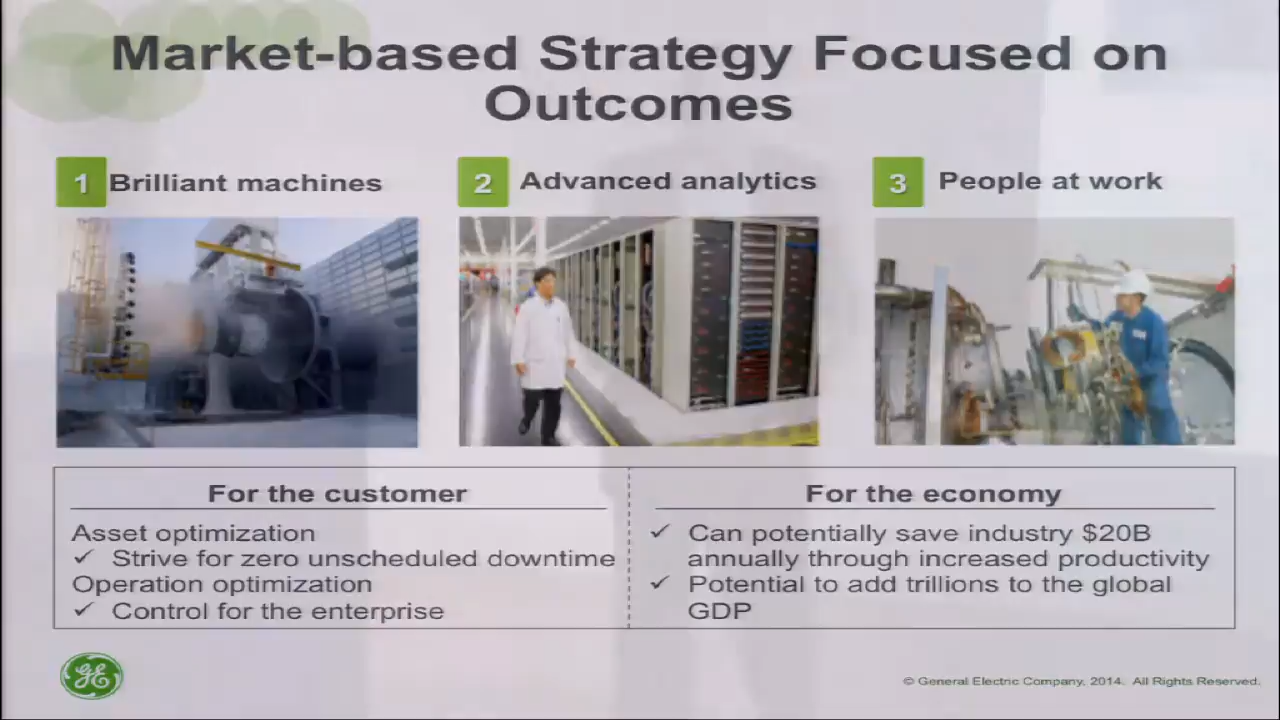 Market-based Strategy Focused on
Outcomes
1 Brilliant machines
2 Advanced analytics
3 People at work
For the customer
Asset optimization
✓ Strive for zero unscheduled downtime
Operation optimization
✓ Control for the enterprise
For the economy
✓ Can potentially save industry $20B
annually through increased productivity
✓ Potential to add trillions to the global
GDP
GE
© General Electric Company, 2014. All Rights Reserved.